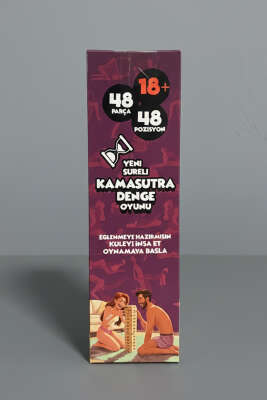 18+
48
PARÇA
48
POZİSYON
YENİ
SÜRELİ
KAMASUTRA
DENGE
OYUNU
EĞLENMEYE HAZIRMISIN
KULEYİ İNŞA ET
OYNAMAYA BAŞLA